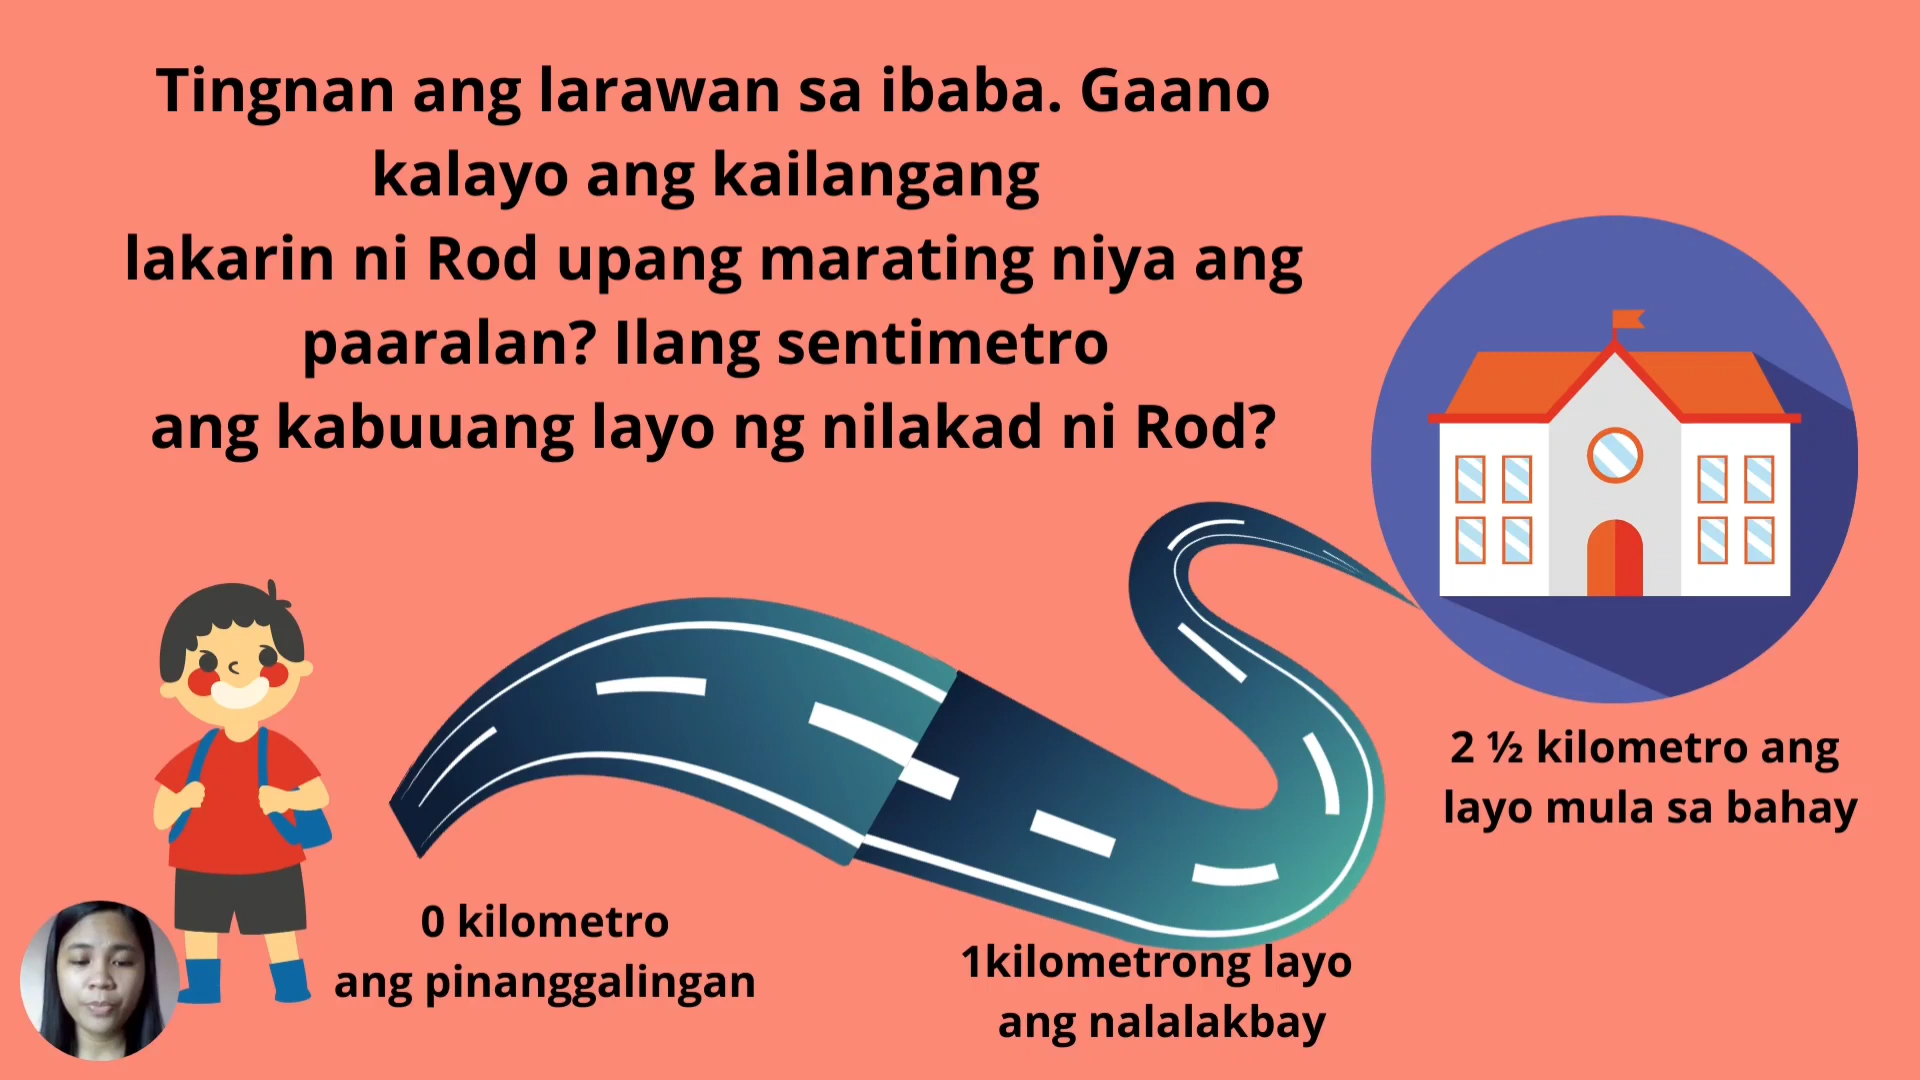 Tingnan ang larawan sa ibaba. Gaano
kalayo ang kailangang
lakarin ni Rod upang marating niya ang
paaralan? Ilang sentimetro
ang kabuuang layo ng nilakad ni Rod?
2 ½ kilometro ang
layo mula sa bahay
0 kilometro
ang pinanggalingan
1kilometrong layo
ang nalalakbay